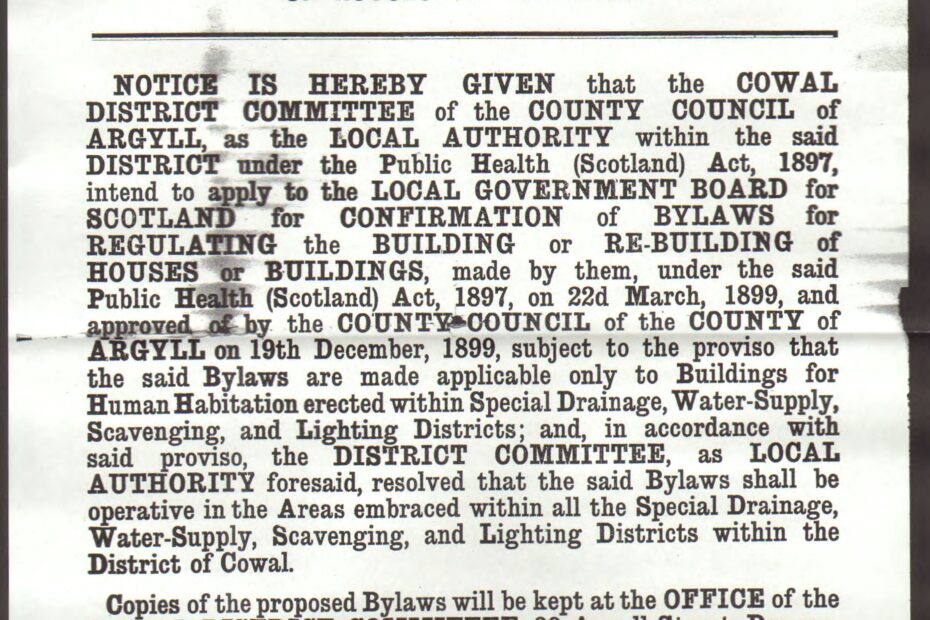 NOTICE IS HEREBY GIVEN that the COWAL
DISTRICT COMMITTEE of the COUNTY COUNCIL of
ARGYLL, as the LOCAL AUTHORITY within the said
DISTRICT under the Public Health (Scotland) Act, 1897,
intend to apply to the LOCAL GOVERNMENT BOARD for
SCOTLAND for CONFIRMATION of BYLAWS for
REGULATING the BUILDING or RE-BUILDING of
HOUSES or BUILDINGS, made by them, under the said
Public Health (Scotland) Act, 1897, on 22d March, 1899, and
approved of by the COUNTY COUNCIL of the COUNTY of
ARGYLL on 19th December, 1899, subject to the proviso that
the said Bylaws are made applicable only to Buildings for
Human Habitation erected within Special Drainage, Water-Supply,
Scavenging, and Lighting Districts; and, in accordance with
said proviso, the DISTRICT COMMITTEE, as LOCAL
AUTHORITY foresaid, resolved that the said Bylaws shall be
operative in the Areas embraced within all the Special Drainage,
Water-Supply, Scavenging, and Lighting Districts within the
District of Cowal.
Copies of the proposed Bylaws will be kept at the OFFICE of the
DISTRICT COMMITTEE